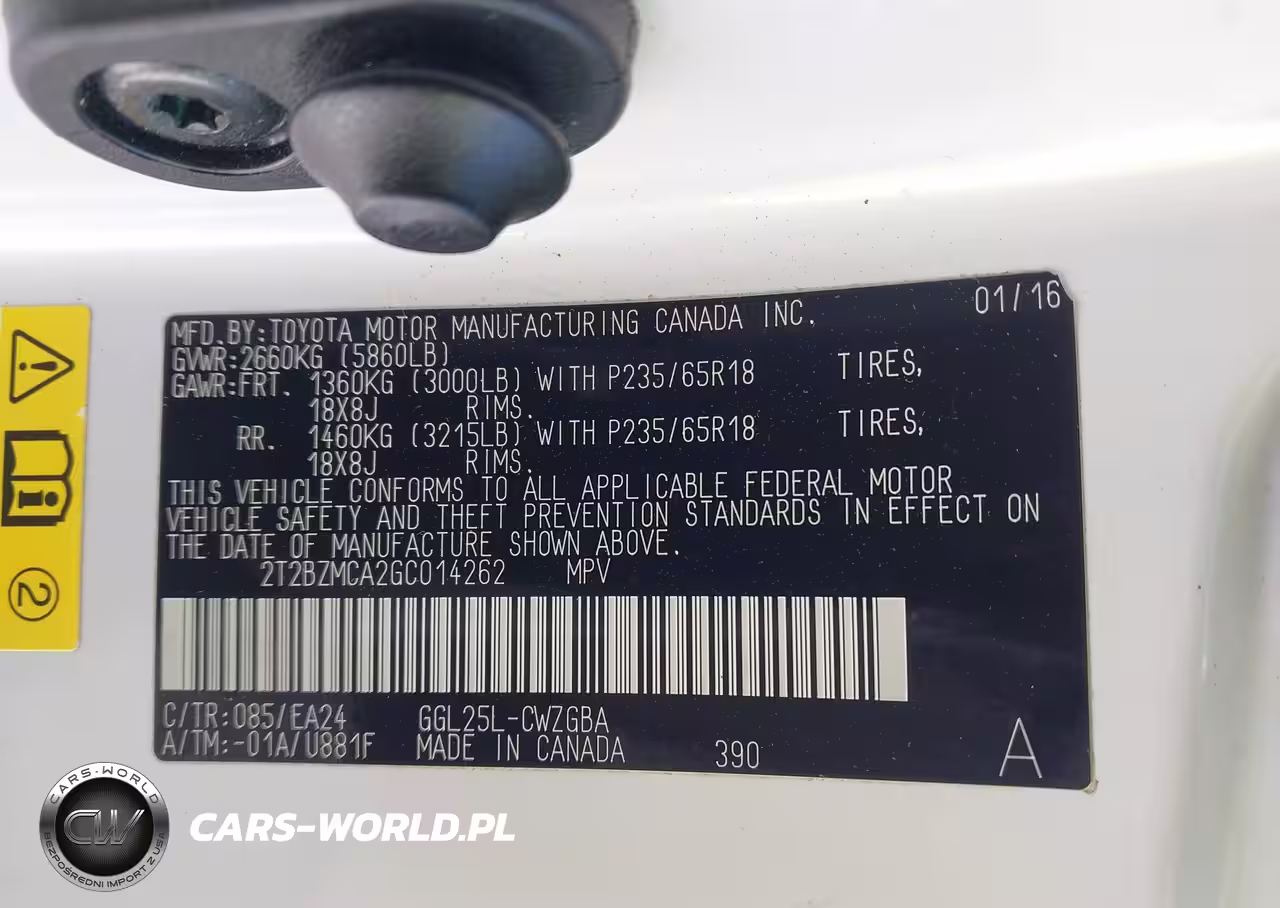 01/16
MFD.BY:TOYOTA MOTOR MANUFACTURING CANADA INC.
GVWR:2660KG (5860LB)
GAWR:FRT. 1360KG (3000LB) WITH P235/65R18 TIRES,
18X8J RIMS.
RR. 1460KG (3215LB) WITH P235/65R18 TIRES,
18X8J RIMS.
THIS VEHICLE CONFORMS TO ALL APPLICABLE FEDERAL MOTOR
VEHICLE SAFETY AND THEFT PREVENTION STANDARDS IN EFFECT ON
THE DATE OF MANUFACTURE SHOWN ABOVE.
2T2BZMCA2GC014262 MPV
C/TR:085/EA24 GGL25L-CWZGBA
A/TM:-01A/U881F MADE IN CANADA 390 A
2
CARS-WORLD
CW
BEZPOŚREDNI IMPORT Z USA
CARS-WORLD.PL